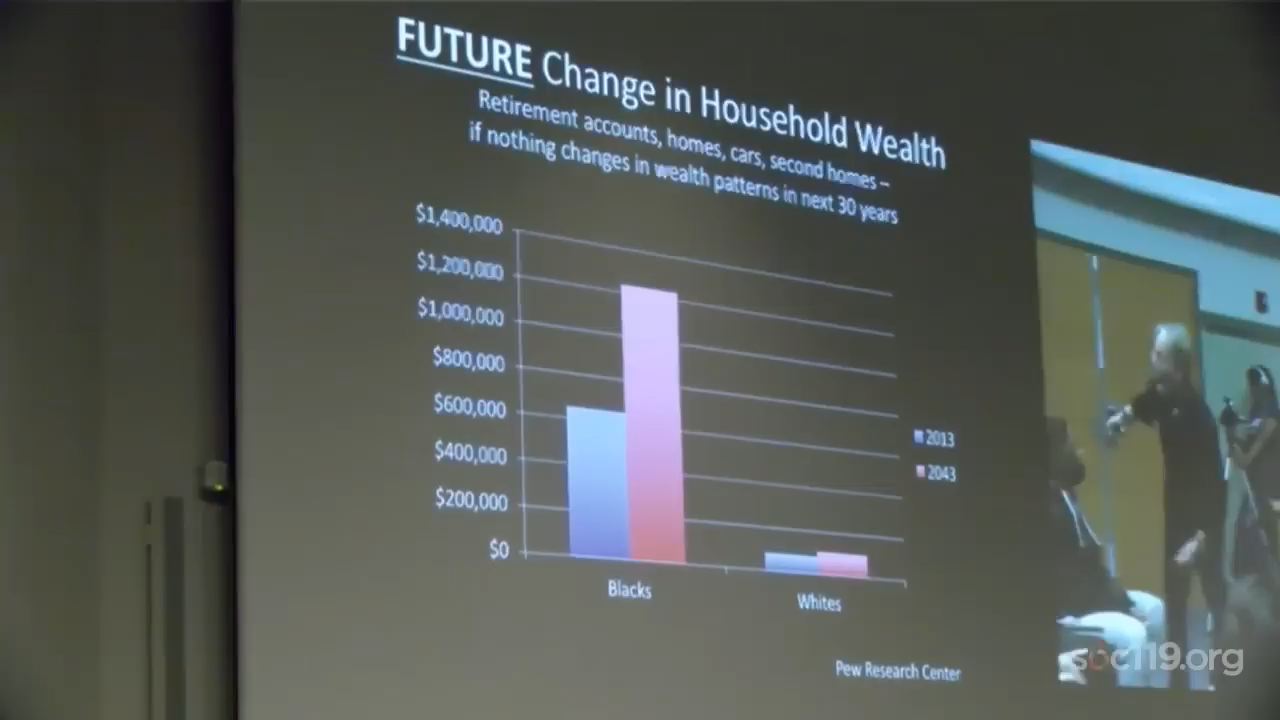 FUTURE Change in Household Wealth
Retirement accounts, homes, cars, second homes –
if nothing changes in wealth patterns in next 30 years
$1,400,000
$1,200,000
$1,000,000
$800,000
$600,000
$400,000
$200,000
$0
2013
2043
Blacks
Whites
Pew Research Center
sbc119.org